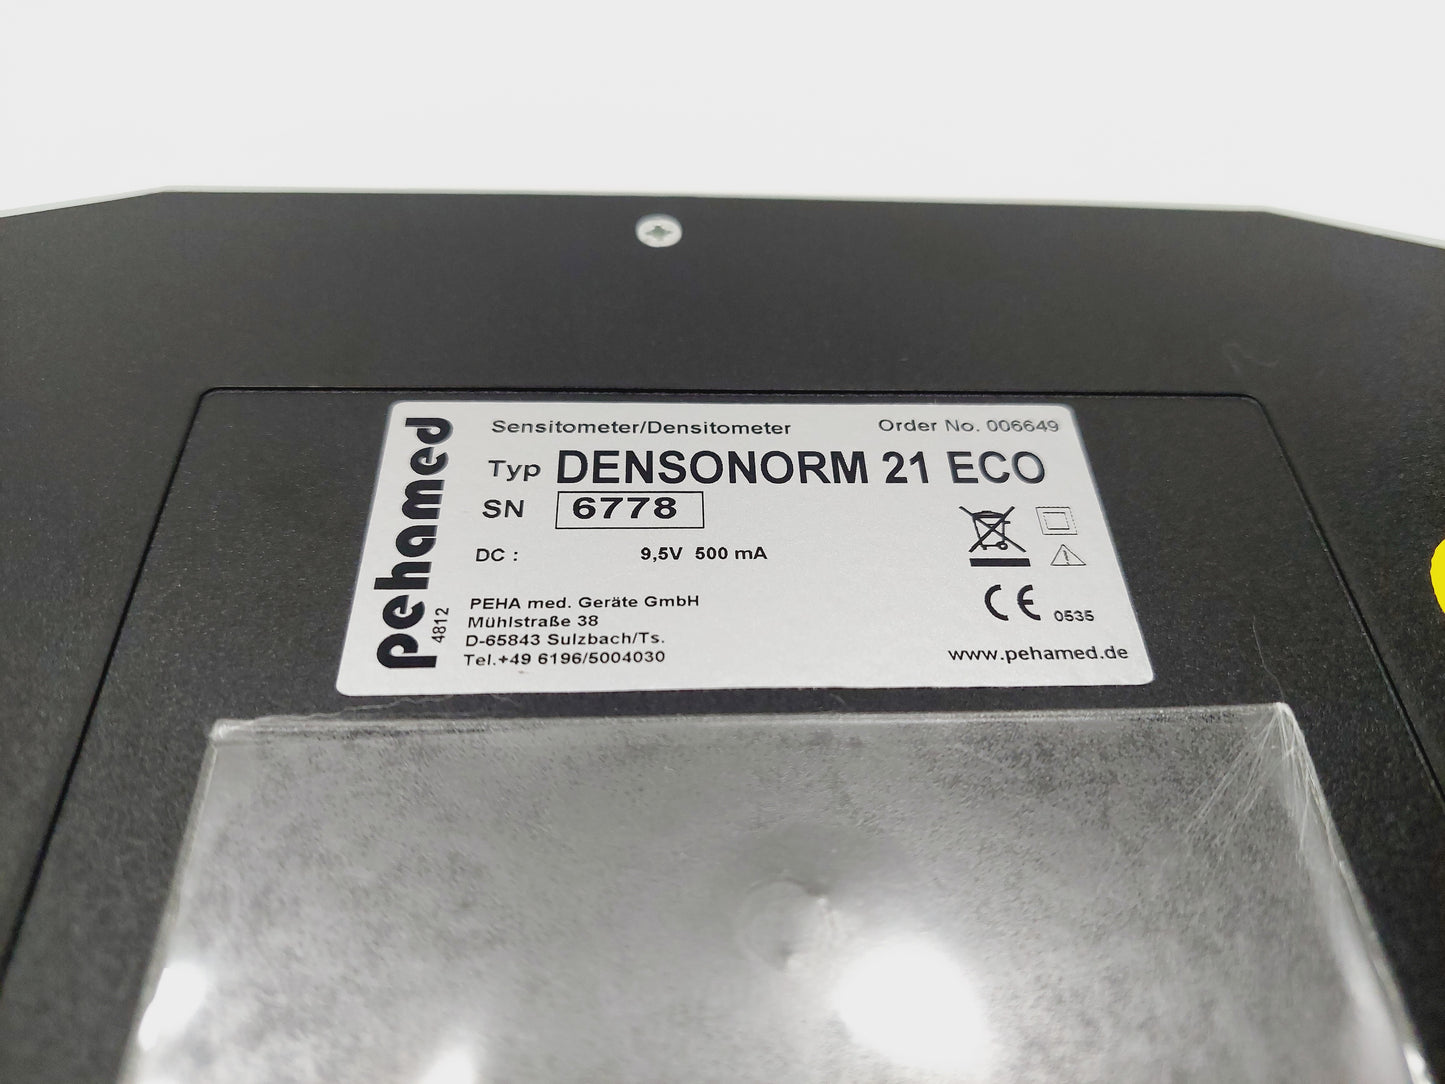 pehamed
4812
Sensitometer/Densitometer Order No. 006649
Typ DENSONORM 21 ECO
SN 6778
DC : 9,5V 500 mA
CE 0535
PEHA med. Geräte GmbH
Mühlstraße 38
D-65843 Sulzbach/Ts.
Tel.+49 6196/5004030
www.pehamed.de